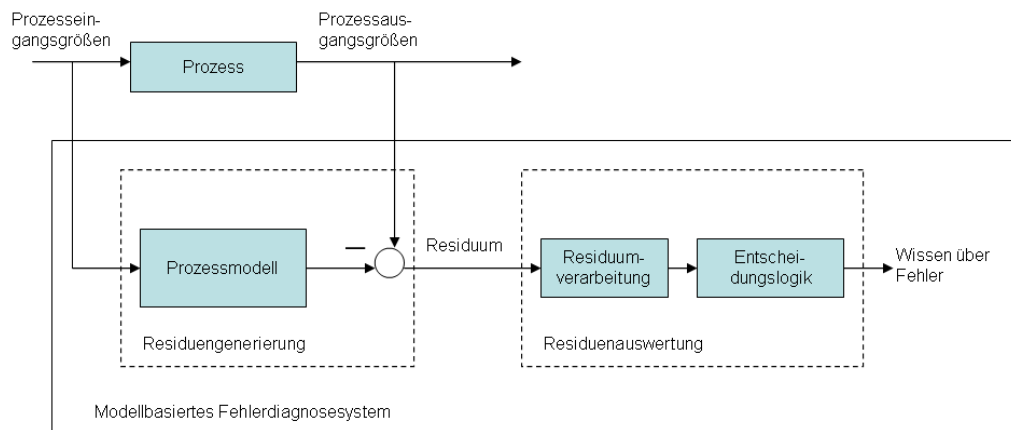 Prozessein-
gangsgrößen
Prozessaus-
gangsgrößen
Prozess
Prozessmodell
–
Residuum
Residuum-
verarbeitung
Entschei-
dungslogik
Wissen über
Fehler
Residuengenerierung
Residuenauswertung
Modellbasiertes Fehlerdiagnosesystem